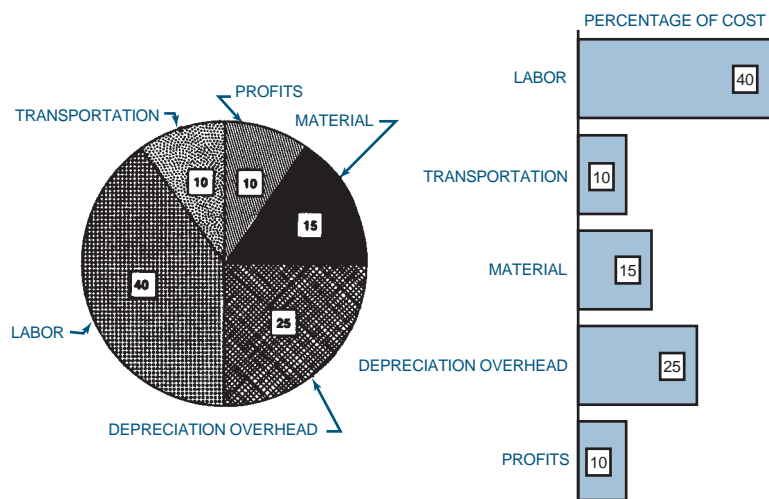 PROFITS
TRANSPORTATION
MATERIAL
10
10
15
40
25
LABOR
DEPRECIATION OVERHEAD
PERCENTAGE OF COST
LABOR
40
TRANSPORTATION
10
MATERIAL
15
DEPRECIATION OVERHEAD
25
PROFITS
10